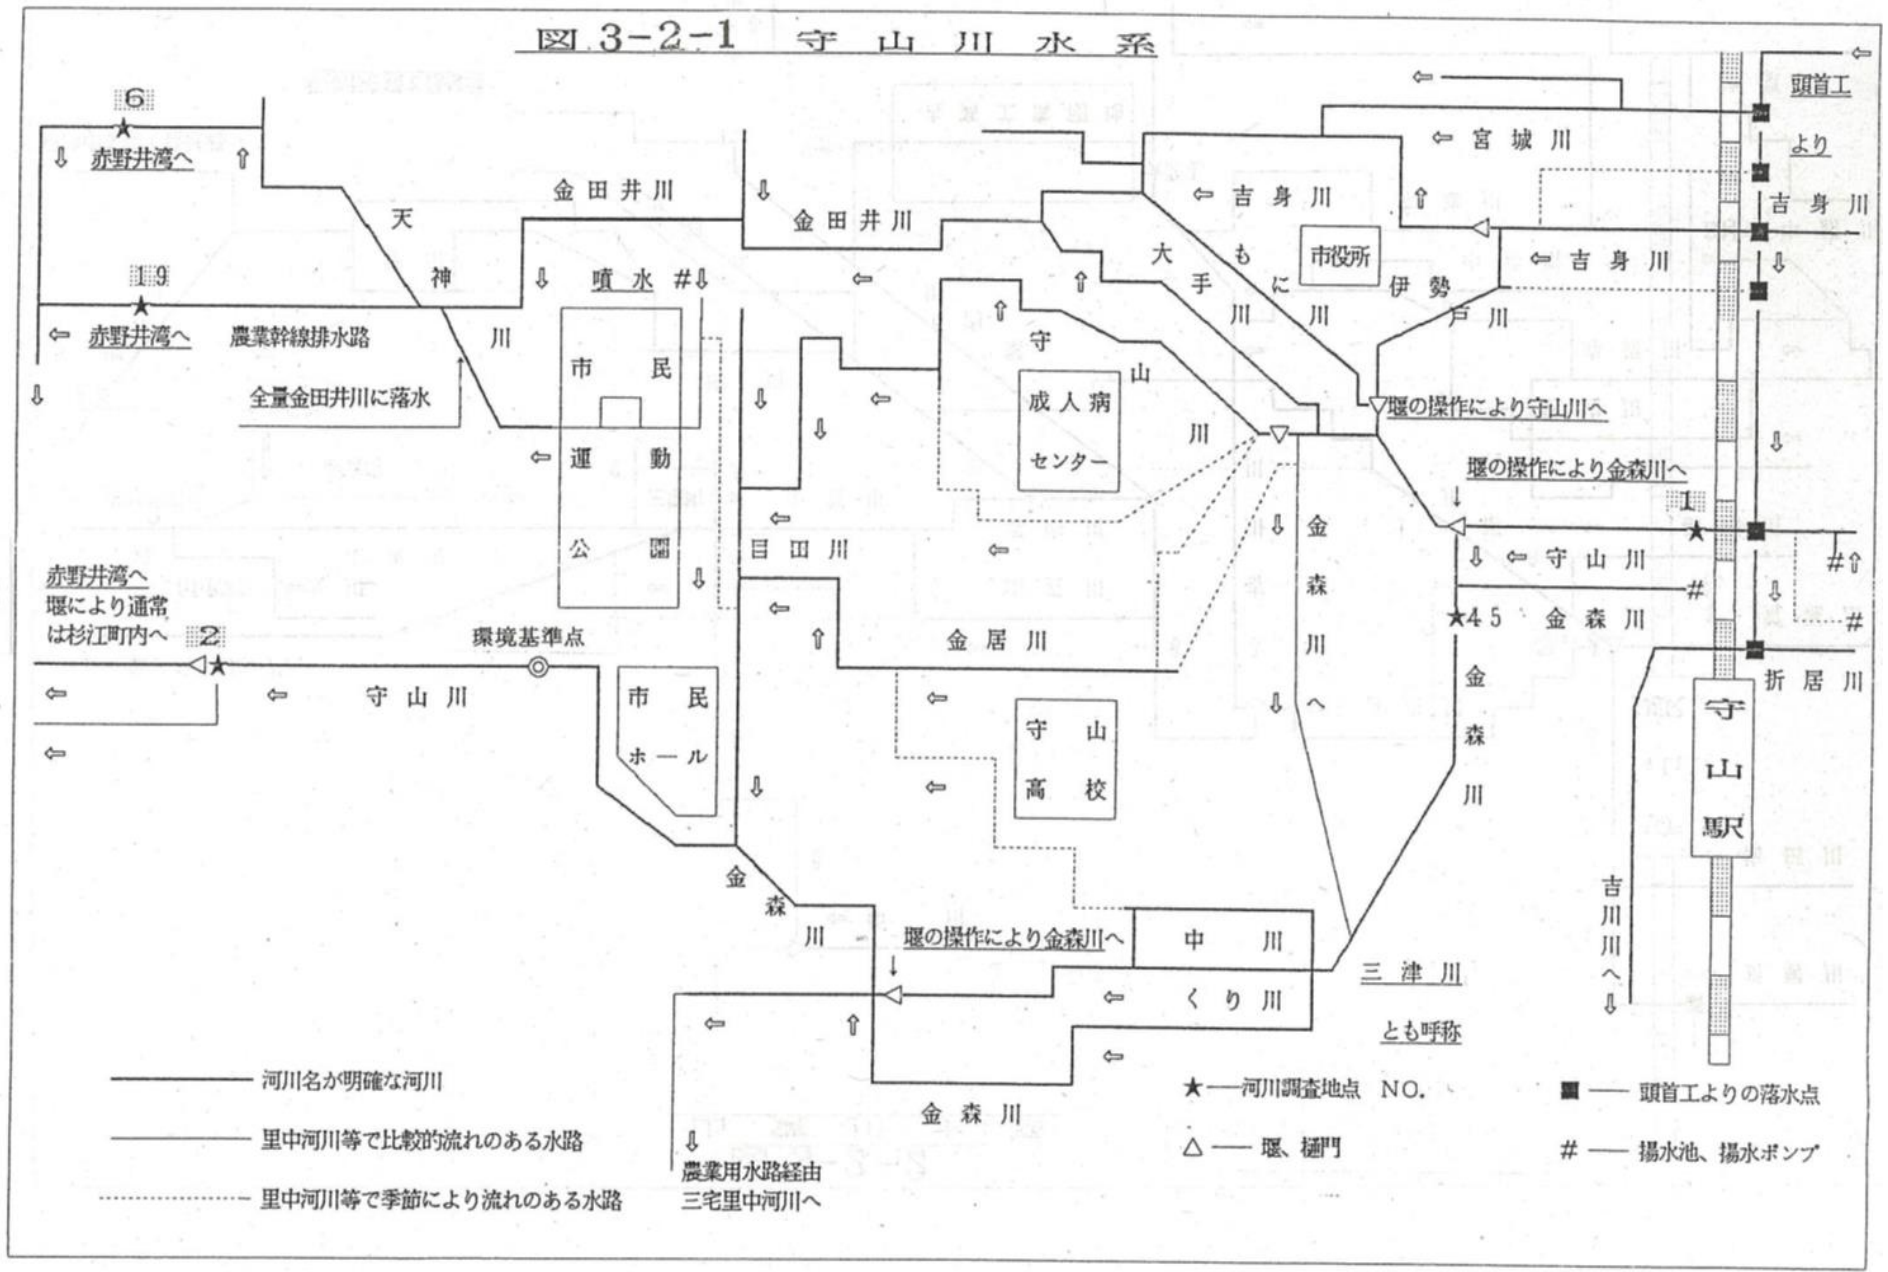 図.3-2-1 守山川水系
6
赤野井湾へ
19
赤野井湾へ
農業幹線排水路
全量金田井川に落水
天神川
金田井川
金田井川
噴水 #
市民
運動
公園
目田川
大手川
もに川
吉身川
宮城川
頭首工
より
吉身川
吉身川
市役所
伊勢戸川
守山川
成人病
センター
堰の操作により守山川へ
堰の操作により金森川へ
1
守山川
#
#
#
45
金森川
金森川
金森川へ
折居川
守山駅
吉川川へ
赤野井湾へ
堰により通常
は杉江町内へ
2
環境基準点
守山川
市民
ホール
金居川
守山
高校
金森川
堰の操作により金森川へ
中川
くり川
三津川
とも呼称
金森川
農業用水路経由
三宅里中河川へ
河川名が明確な河川
里中河川等で比較的流れのある水路
里中河川等で季節により流れのある水路
★―河川調査地点 NO.
△― 堰、樋門
■― 頭首工よりの落水点
#― 揚水池、揚水ポンプ